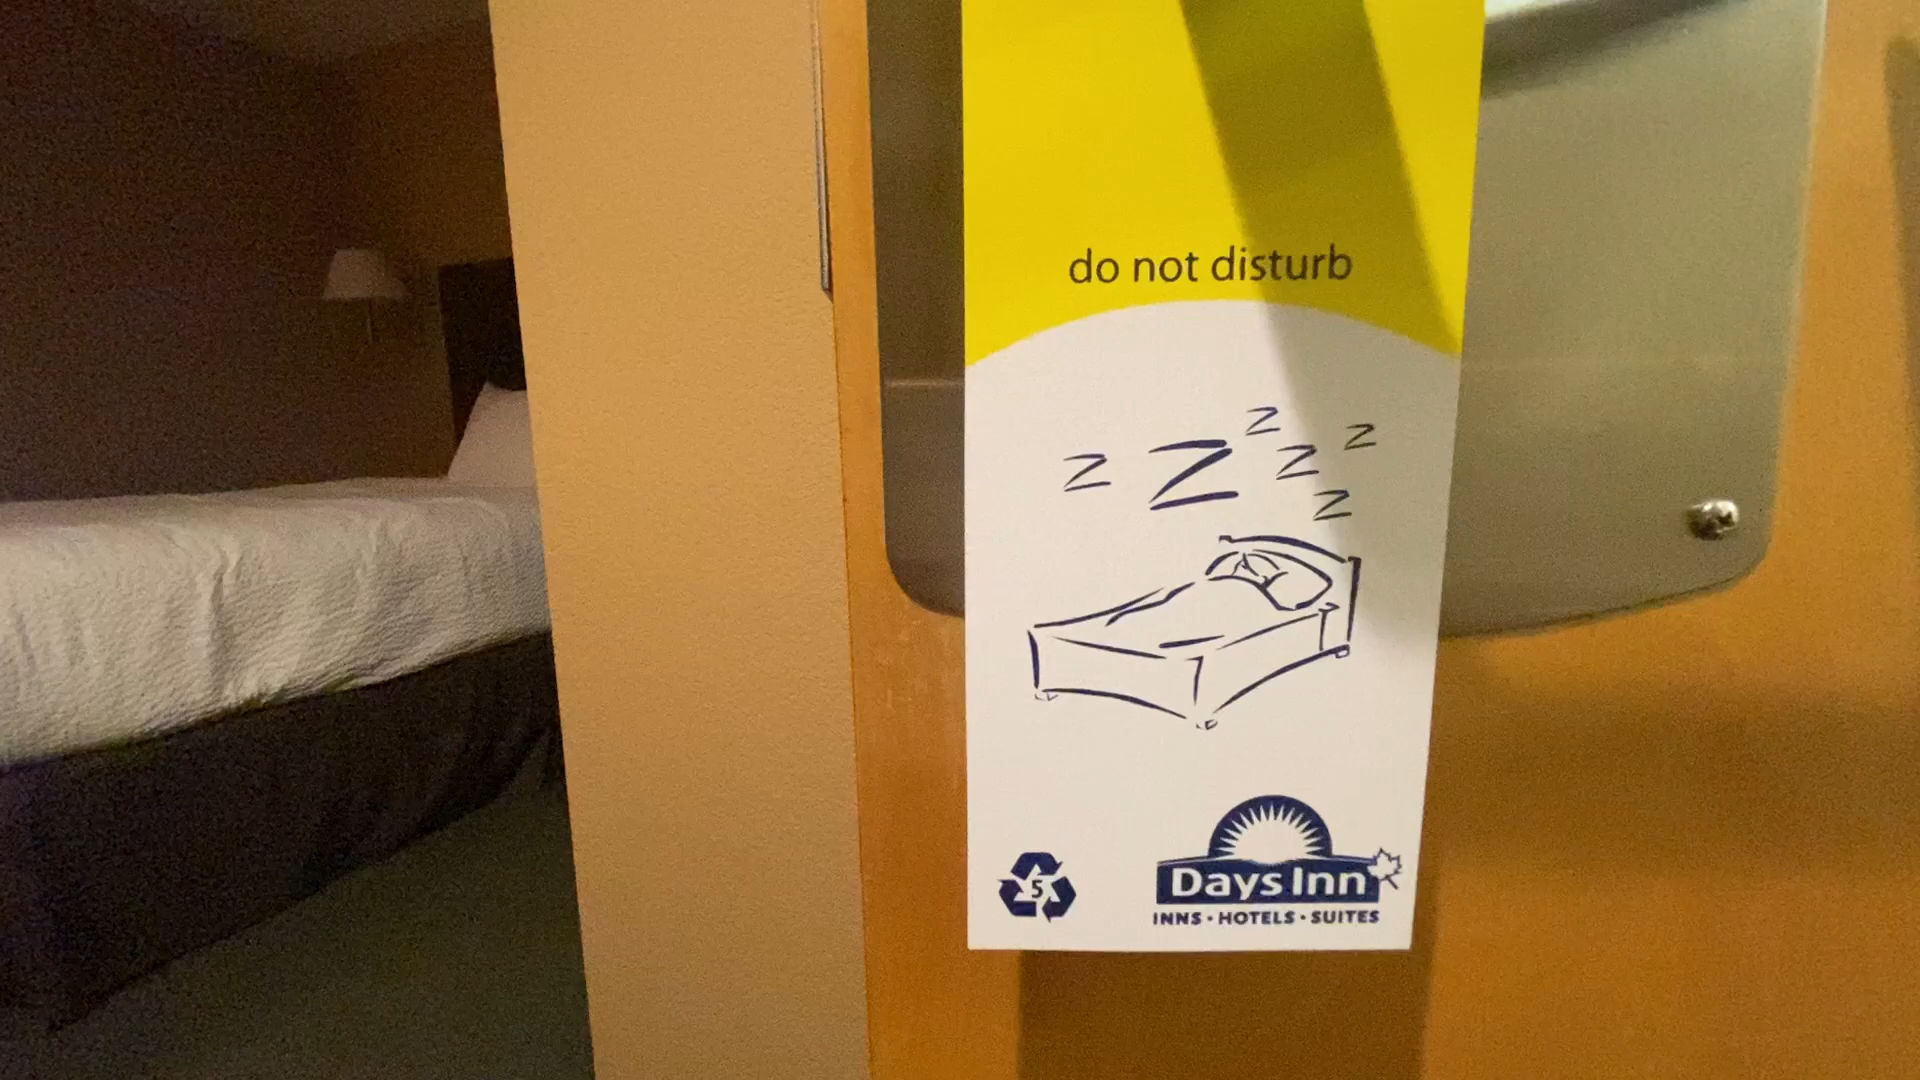 do not disturb
z Z z z z z
5
Days Inn
INNS • HOTELS • SUITES